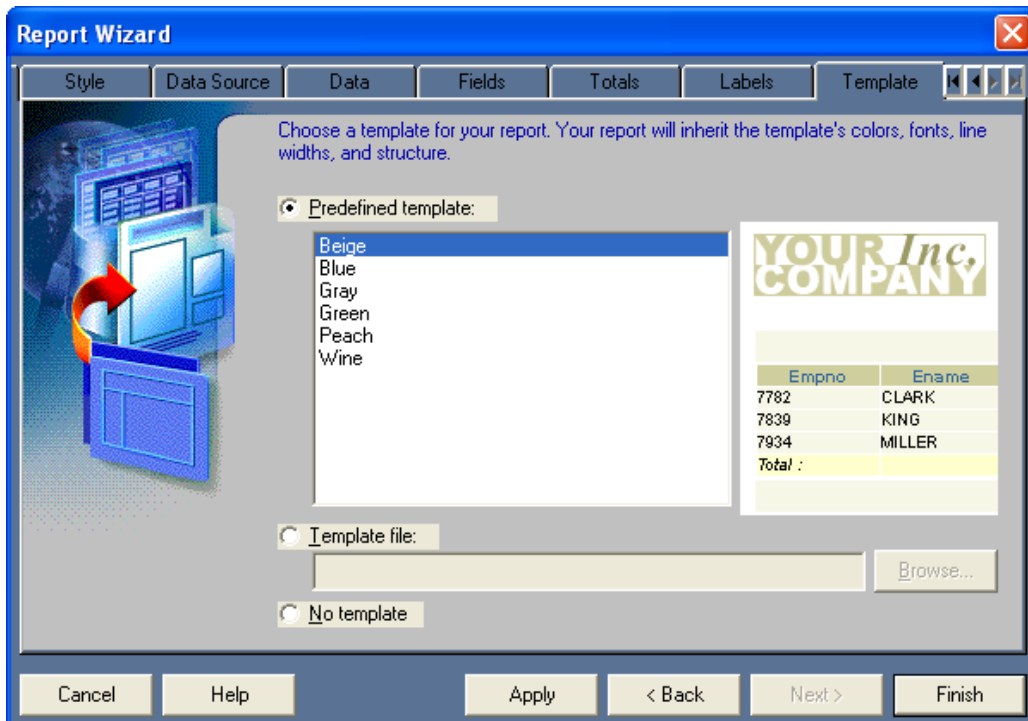 Report Wizard
Style Data Source Data Fields Totals Labels Template
Choose a template for your report. Your report will inherit the template's colors, fonts, line
widths, and structure.
Predefined template:
Beige
Blue
Gray
Green
Peach
Wine
YOUR Inc,
COMPANY
Empno Ename
7782 CLARK
7839 KING
7934 MILLER
Total :
Template file:
Browse...
No template
Cancel Help Apply < Back Next > Finish